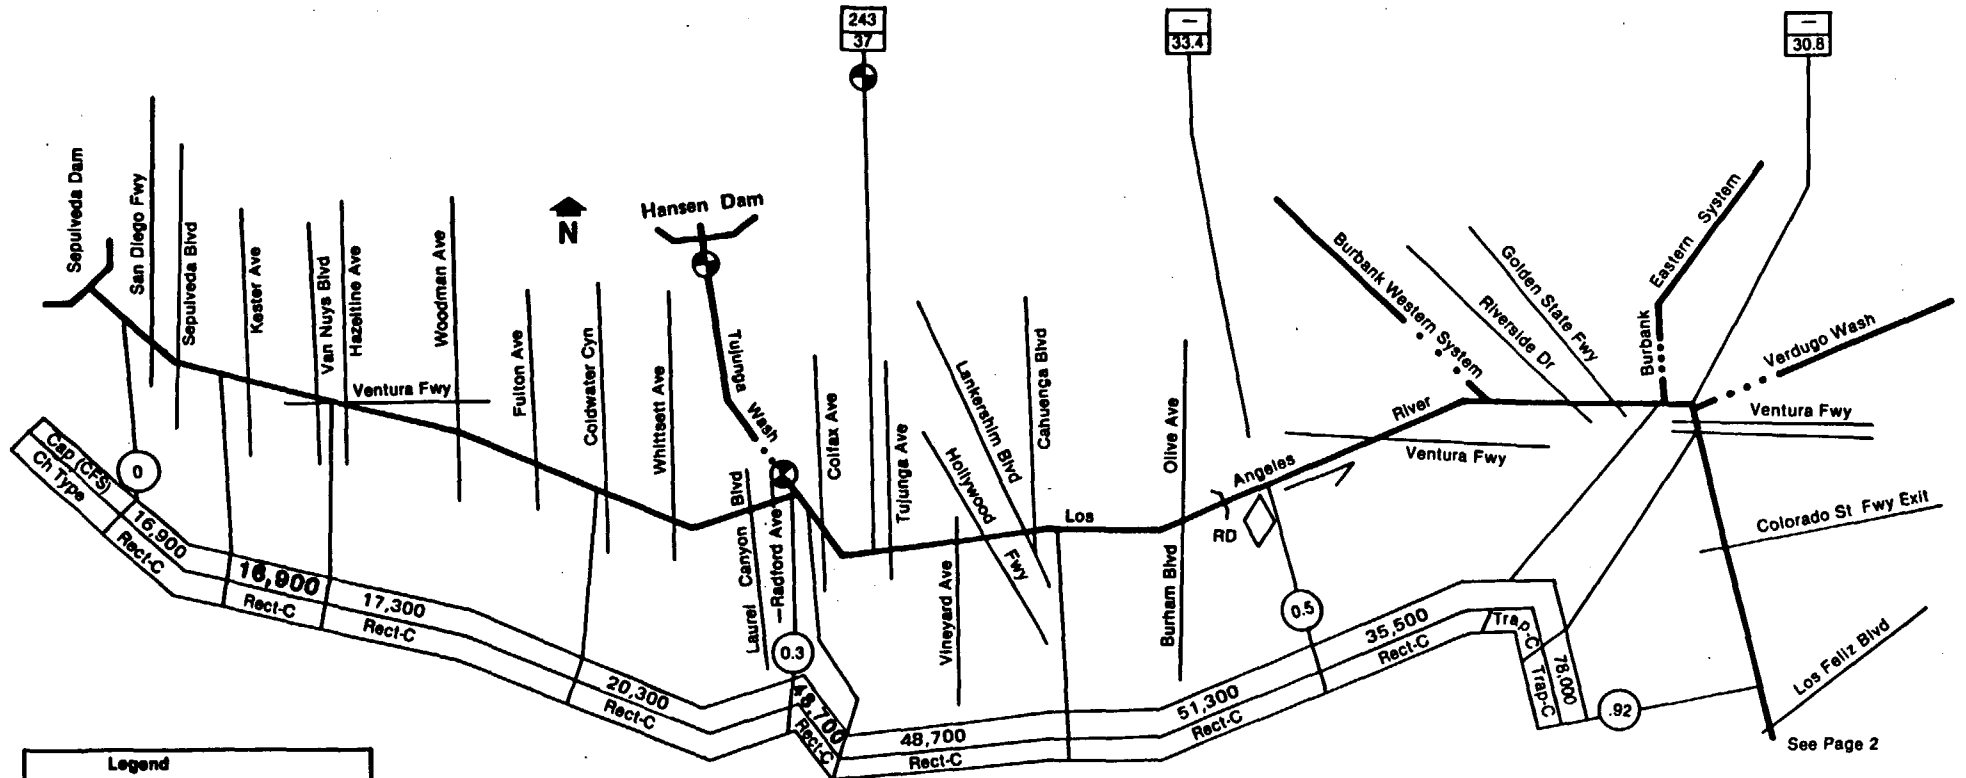 243
37
—
33.4
—
30.8
Sepulveda Dam
San Diego Fwy
Sepulveda Blvd
Kester Ave
Van Nuys Blvd
Hazeltine Ave
Woodman Ave
Ventura Fwy
N
Fulton Ave
Coldwater Cyn
Whittsett Ave
Hansen Dam
Tujunga Wash
Laurel Canyon Blvd
Radford Ave
Colfax Ave
Tujunga Ave
Vineyard Ave
Lankershim Blvd
Hollywood Fwy
Cahuenga Blvd
Olive Ave
Burham Blvd
Los Angeles River
RD
Ventura Fwy
Burbank Western System
Riverside Dr
Golden State Fwy
Burbank Eastern System
Verdugo Wash
Ventura Fwy
Colorado St Fwy Exit
Los Feliz Blvd
See Page 2
0
0.3
0.5
.92
Cap (CFS)
Ch Type
16,900
Rect-C
16,900
Rect-C
17,300
Rect-C
20,300
Rect-C
48,700
Rect-C
48,700
Rect-C
51,300
Rect-C
35,500
Rect-C
Trap-C
78,000
Trap-C
Legend